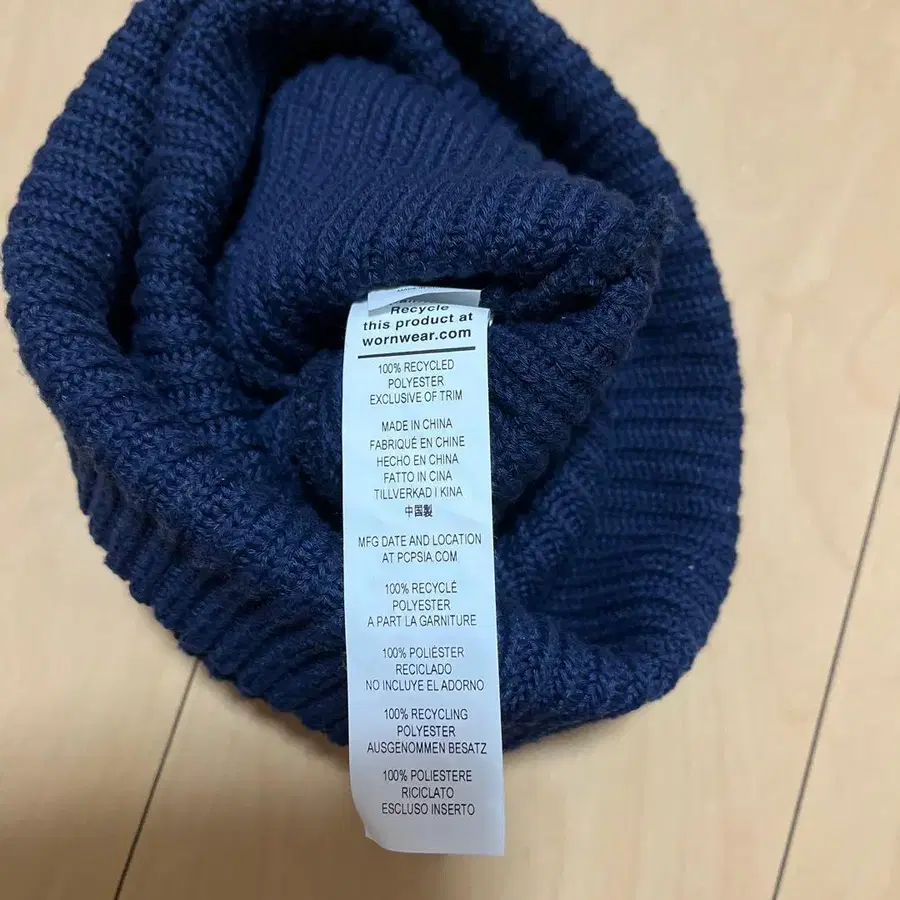 Recycle
this product at
wornwear.com
100% RECYCLED
POLYESTER
EXCLUSIVE OF TRIM
MADE IN CHINA
FABRIQUÉ EN CHINE
HECHO EN CHINA
FATTO IN CINA
TILLVERKAD I KINA
中国製
MFG DATE AND LOCATION
AT PCPSIA.COM
100% RECYCLÉ
POLYESTER
A PART LA GARNITURE
100% POLIÉSTER
RECICLADO
NO INCLUYE EL ADORNO
100% RECYCLING
POLYESTER
AUSGENOMMEN BESATZ
100% POLIESTERE
RICICLATO
ESCLUSO INSERTO